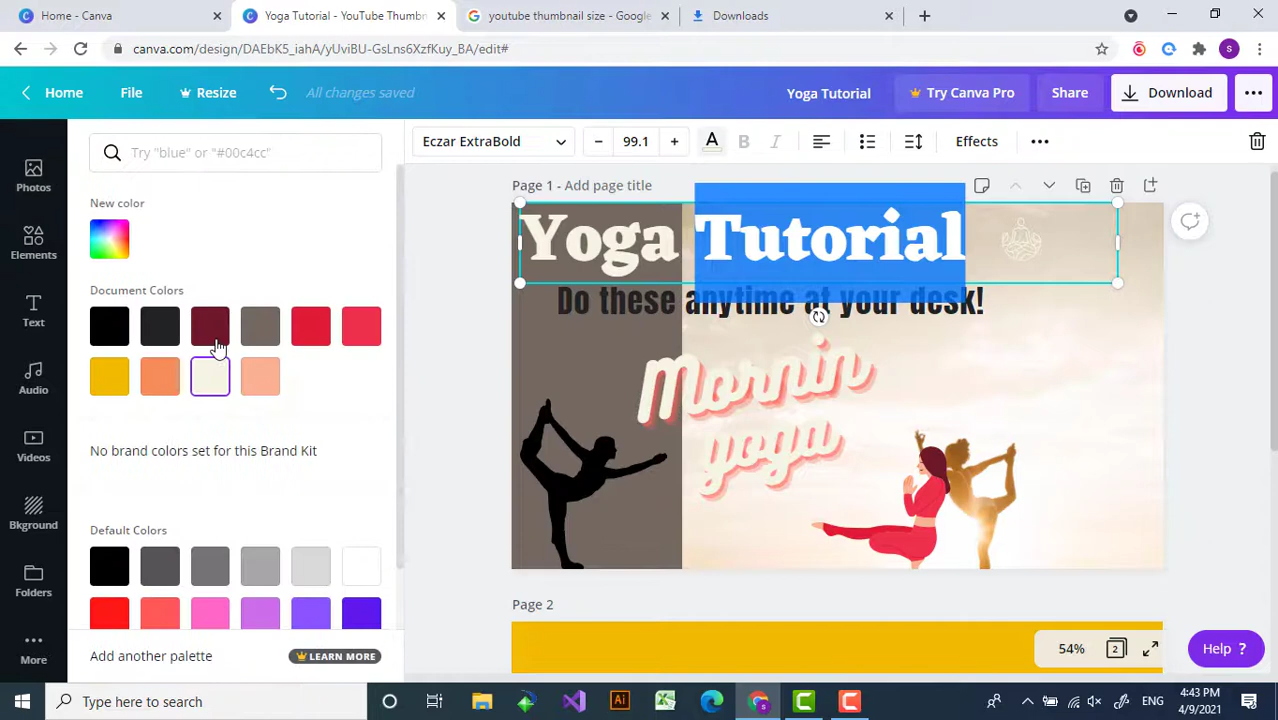 Home - Canva
Yoga Tutorial - YouTube Thumbn
youtube thumbnail size - Google
Downloads
canva.com/design/DAEbK5_iahA/yUviBU-GsLns6XzfKuy_BA/edit#
S
Home
File
Resize
All changes saved
Yoga Tutorial
Try Canva Pro
Share
Download
Try "blue" or "#00c4cc"
Eczar ExtraBold
99.1
A
B
I
Effects
Photos
Elements
Text
Audio
Videos
Bkground
Folders
More
New color
Document Colors
No brand colors set for this Brand Kit
Default Colors
Add another palette
LEARN MORE
Page 1 - Add page title
Yoga Tutorial
Do these anytime at your desk!
Mornin
yoga
Page 2
54%
2
Help ?
Type here to search
Ai
ENG
4:43 PM
4/9/2021